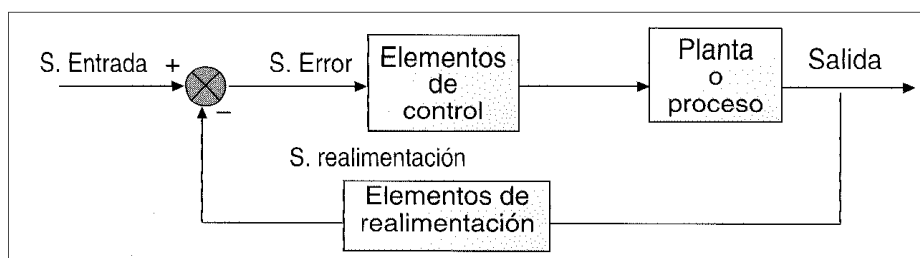 S. Entrada
+
S. Error
Elementos
de
control
Planta
o
proceso
Salida
–
S. realimentación
Elementos de
realimentación